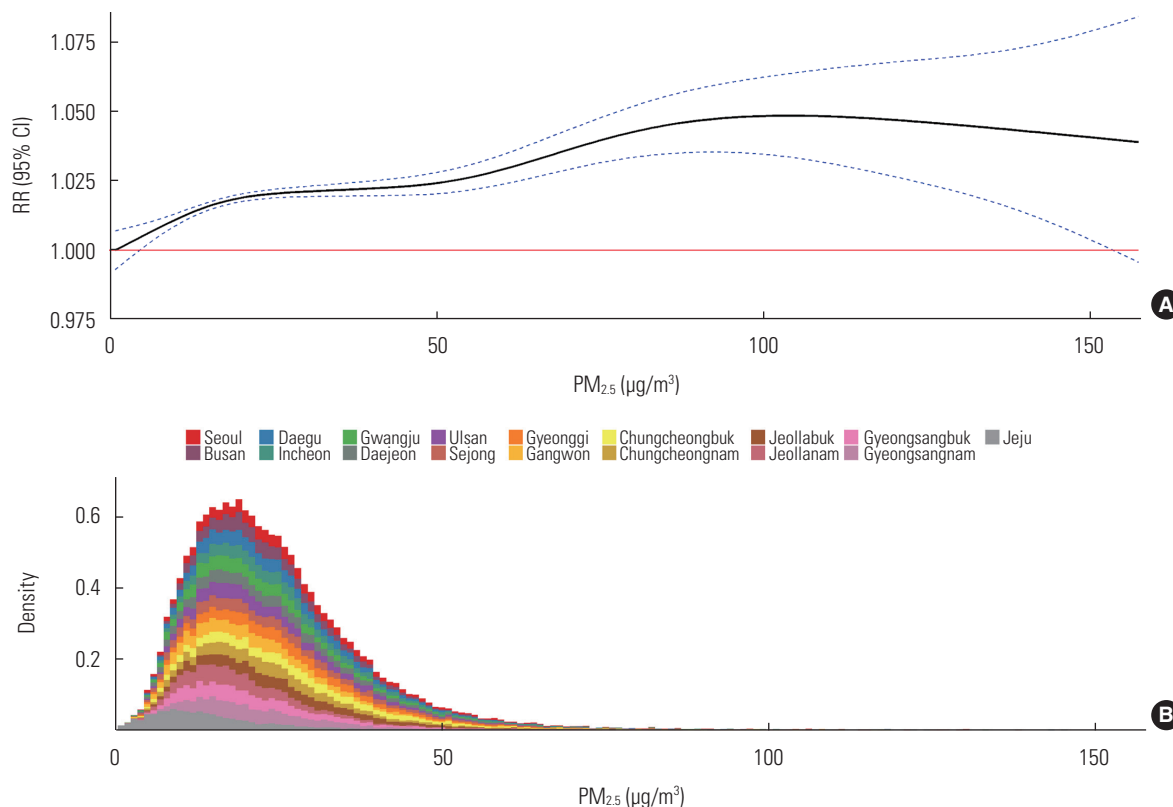 1.075
1.050
1.025
1.000
0.975
RR (95% CI)
0 50 100 150
PM2.5 (µg/m³)
A
Seoul Daegu Gwangju Ulsan Gyeonggi Chungcheongbuk Jeollabuk Gyeongsangbuk Jeju
Busan Incheon Daejeon Sejong Gangwon Chungcheongnam Jeollanam Gyeongsangnam
0.6
0.4
0.2
Density
0 50 100 150
PM2.5 (µg/m³)
B